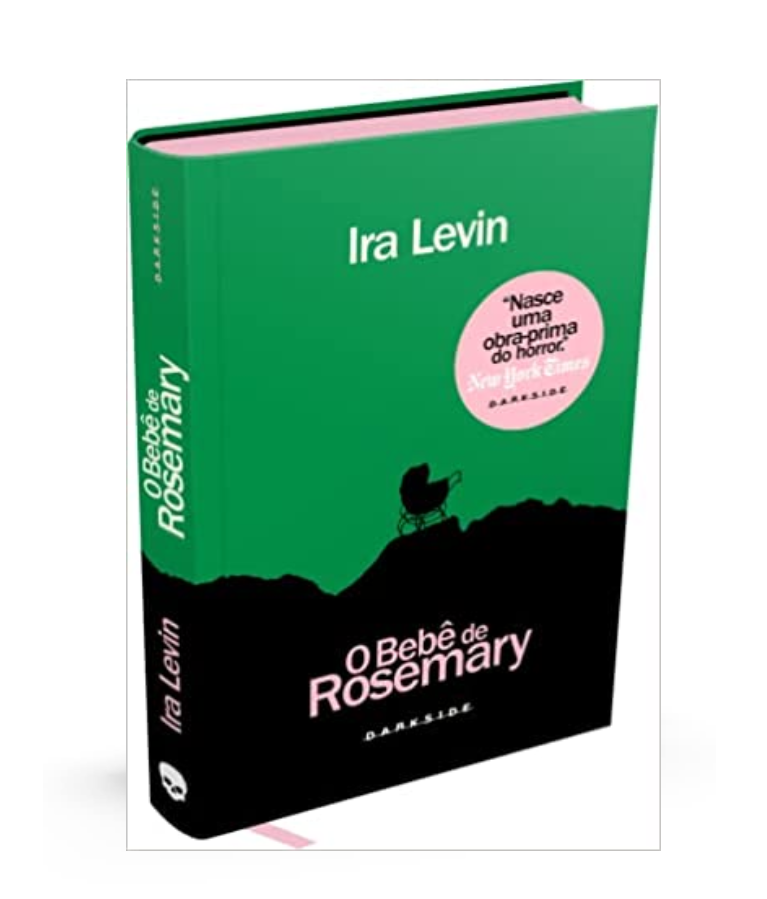 Ira Levin
“Nasce
uma
obra-prima
do horror.”
New York Times
DARKSIDE
O Bebê de
Rosemary
DARKSIDE
DARKSIDE
O Bebê de
Rosemary
Ira Levin